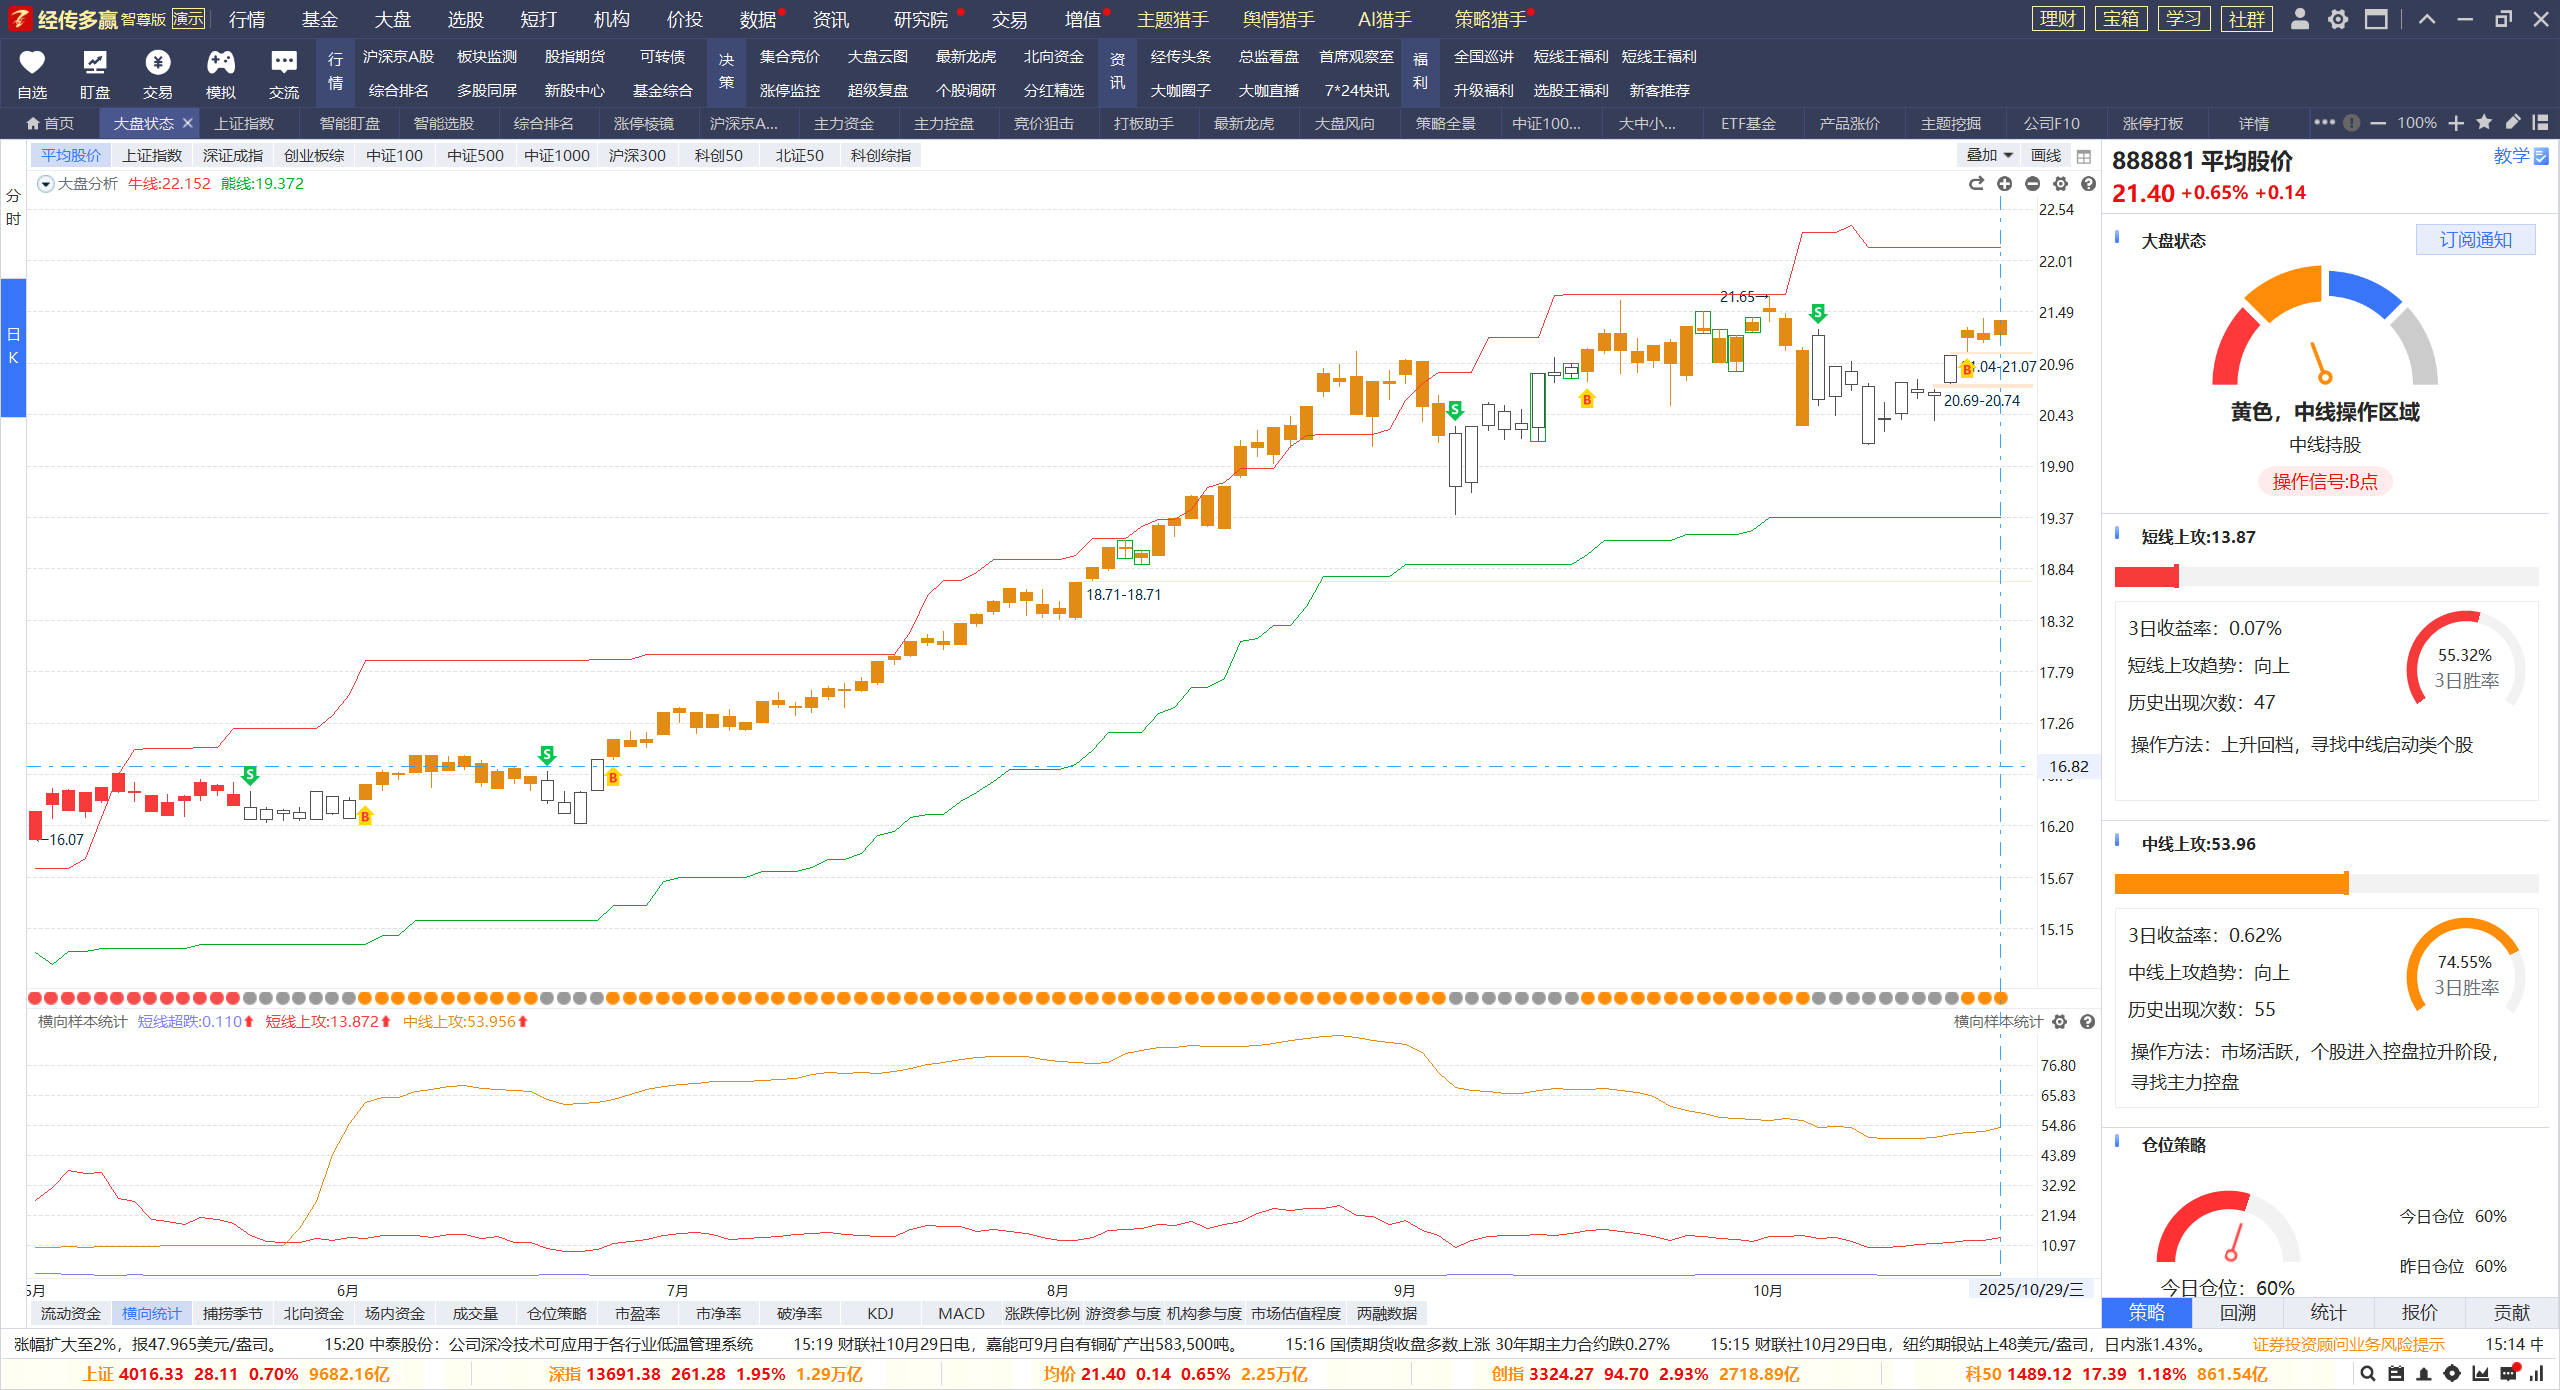 经传多赢 智尊版 演示 行情 基金 大盘 选股 短打 机构 价投 数据 资讯 研究院 交易 增值 主题猎手 舆情猎手 AI猎手 策略猎手 理财 宝箱 学习 社群
自选 盯盘 交易 模拟 交流
行情 沪深京A股 板块监测 股指期货 可转债 决策 集合竞价 大盘云图 最新龙虎 北向资金 资讯 经传头条 总监看盘 首席观察室 福利 全国巡讲 短线王福利 短线王福利
综合排名 多股同屏 新股中心 基金综合 涨停监控 超级复盘 个股调研 分红精选 大咖圈子 大咖直播 7*24快讯 升级福利 选股王福利 新客推荐
首页 大盘状态 上证指数 智能盯盘 智能选股 综合排名 涨停棱镜 沪深京A... 主力资金 主力控盘 竞价狙击 打板助手 最新龙虎 大盘风向 策略全景 中证100... 大中小... ETF基金 产品涨价 主题挖掘 公司F10 涨停打板 详情 100%
平均股价 上证指数 深证成指 创业板综 中证100 中证500 中证1000 沪深300 科创50 北证50 科创综指 叠加 画线
大盘分析 牛线:22.152 熊线:19.372
分时
日K
22.54
22.01
21.49
20.96
20.43
19.90
19.37
18.84
18.32
17.79
17.26
16.82
16.20
15.67
15.15
21.65→
S
S
S
S
B
B
B
B
.04-21.07
20.69-20.74
18.71-18.71
16.07
横向样本统计 短线超跌:0.110 短线上攻:13.872 中线上攻:53.956 横向样本统计
76.80
65.83
54.86
43.89
32.92
21.94
10.97
6月 7月 8月 9月 10月 2025/10/29/三
流动资金 横向统计 捕捞季节 北向资金 场内资金 成交量 仓位策略 市盈率 市净率 破净率 KDJ MACD 涨跌停比例 游资参与度 机构参与度 市场估值程度 两融数据
888881 平均股价 教学
21.40 +0.65% +0.14
大盘状态 订阅通知
黄色，中线操作区域
中线持股
操作信号:B点
短线上攻:13.87
3日收益率：0.07%
短线上攻趋势：向上
历史出现次数：47
55.32%
3日胜率
操作方法：上升回档，寻找中线启动类个股
中线上攻:53.96
3日收益率：0.62%
中线上攻趋势：向上
历史出现次数：55
74.55%
3日胜率
操作方法：市场活跃，个股进入控盘拉升阶段，
寻找主力控盘
仓位策略
今日仓位 60%
昨日仓位 60%
今日仓位：60%
策略 回溯 统计 报价 贡献
涨幅扩大至2%，报47.965美元/盎司。 15:20 中泰股份：公司深冷技术可应用于各行业低温管理系统 15:19 财联社10月29日电，嘉能可9月自有铜矿产出583,500吨。 15:16 国债期货收盘多数上涨 30年期主力合约跌0.27% 15:15 财联社10月29日电，纽约期银站上48美元/盎司，日内涨1.43%。 证券投资顾问业务风险提示 15:14 中
上证 4016.33 28.11 0.70% 9682.16亿 深指 13691.38 261.28 1.95% 1.29万亿 均价 21.40 0.14 0.65% 2.25万亿 创指 3324.27 94.70 2.93% 2718.89亿 科50 1489.12 17.39 1.18% 861.54亿